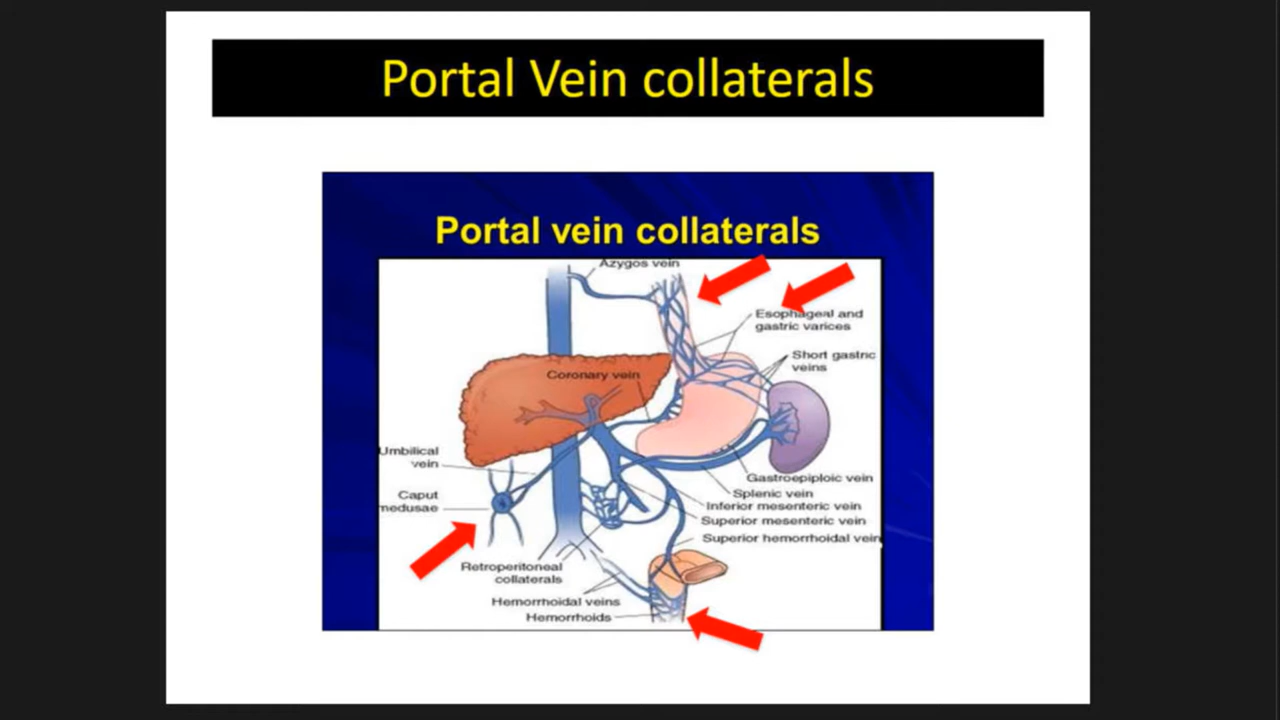 Portal Vein collaterals
Portal vein collaterals
Azygos vein
Esophageal and
gastric varices
Short gastric
veins
Coronary vein
Umbilical
vein
Caput
medusae
Gastroepiploic vein
Splenic vein
Inferior mesenteric vein
Superior mesenteric vein
Superior hemorrhoidal vein
Retroperitoneal
collaterals
Hemorrhoidal veins
Hemorrhoids